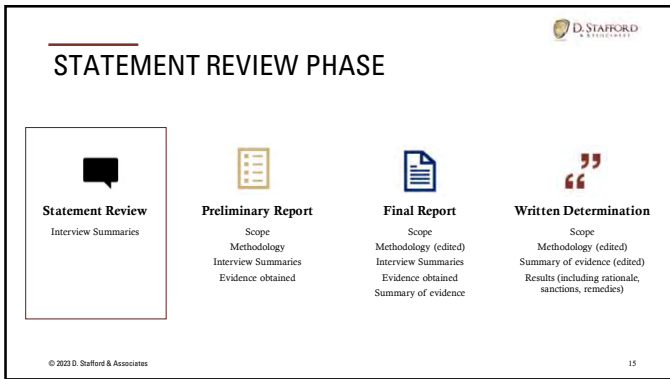 D. STAFFORD
& ASSOCIATES
STATEMENT REVIEW PHASE
Statement Review
Interview Summaries
Preliminary Report
Scope
Methodology
Interview Summaries
Evidence obtained
Final Report
Scope
Methodology (edited)
Interview Summaries
Evidence obtained
Summary of evidence
Written Determination
Scope
Methodology (edited)
Summary of evidence (edited)
Results (including rationale,
sanctions, remedies)
© 2023 D. Stafford & Associates
15